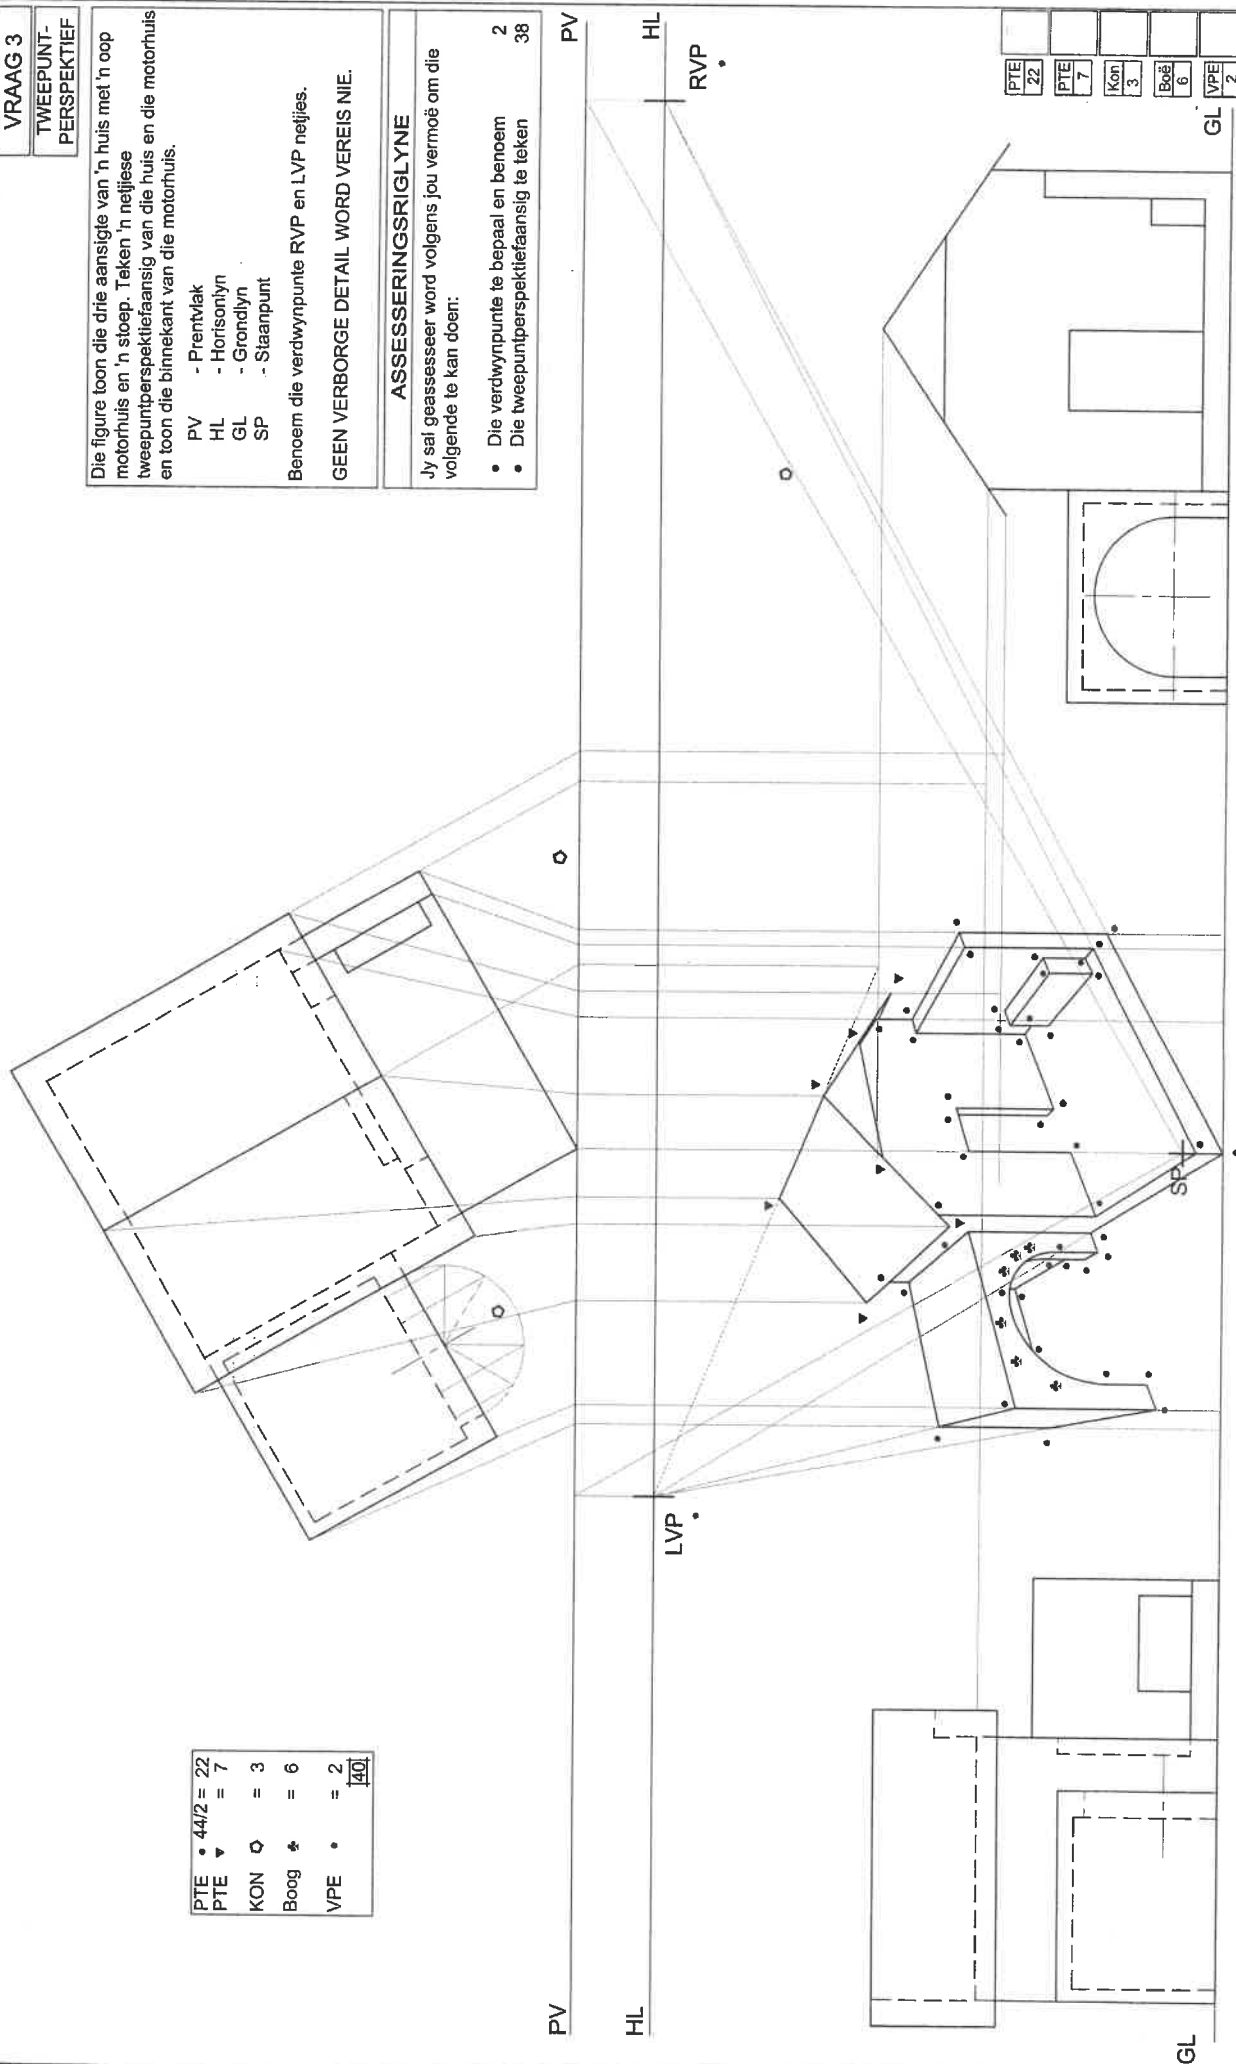 VRAAG 3
TWEEPUNT-
PERSPEKTIEF
Die figure toon die drie aansigte van 'n huis met 'n oop
motorhuis en 'n stoep. Teken 'n netjiese
tweepuntperspektiefaansig van die huis en die motorhuis
en toon die binnekant van die motorhuis.
PV - Prentvlak
HL - Horisonlyn
GL - Grondlyn
SP - Staanpunt
Benoem die verdwynpunte RVP en LVP netjies.
GEEN VERBORGE DETAIL WORD VEREIS NIE.
ASSESSERINGSRIGLYNE
Jy sal geassesseer word volgens jou vermoë om die
volgende te kan doen:
• Die verdwynpunte te bepaal en benoem 2
• Die tweepuntperspektiefaansig te teken 38
PTE • 44/2 = 22
PTE ▼ = 7
KON = 3
Boog ♣ = 6
VPE • = 2
40
PV
PV
HL
HL
RVP
LVP
SP
GL
GL
PTE
22
PTE
7
Kon
3
Boë
6
VPE
2